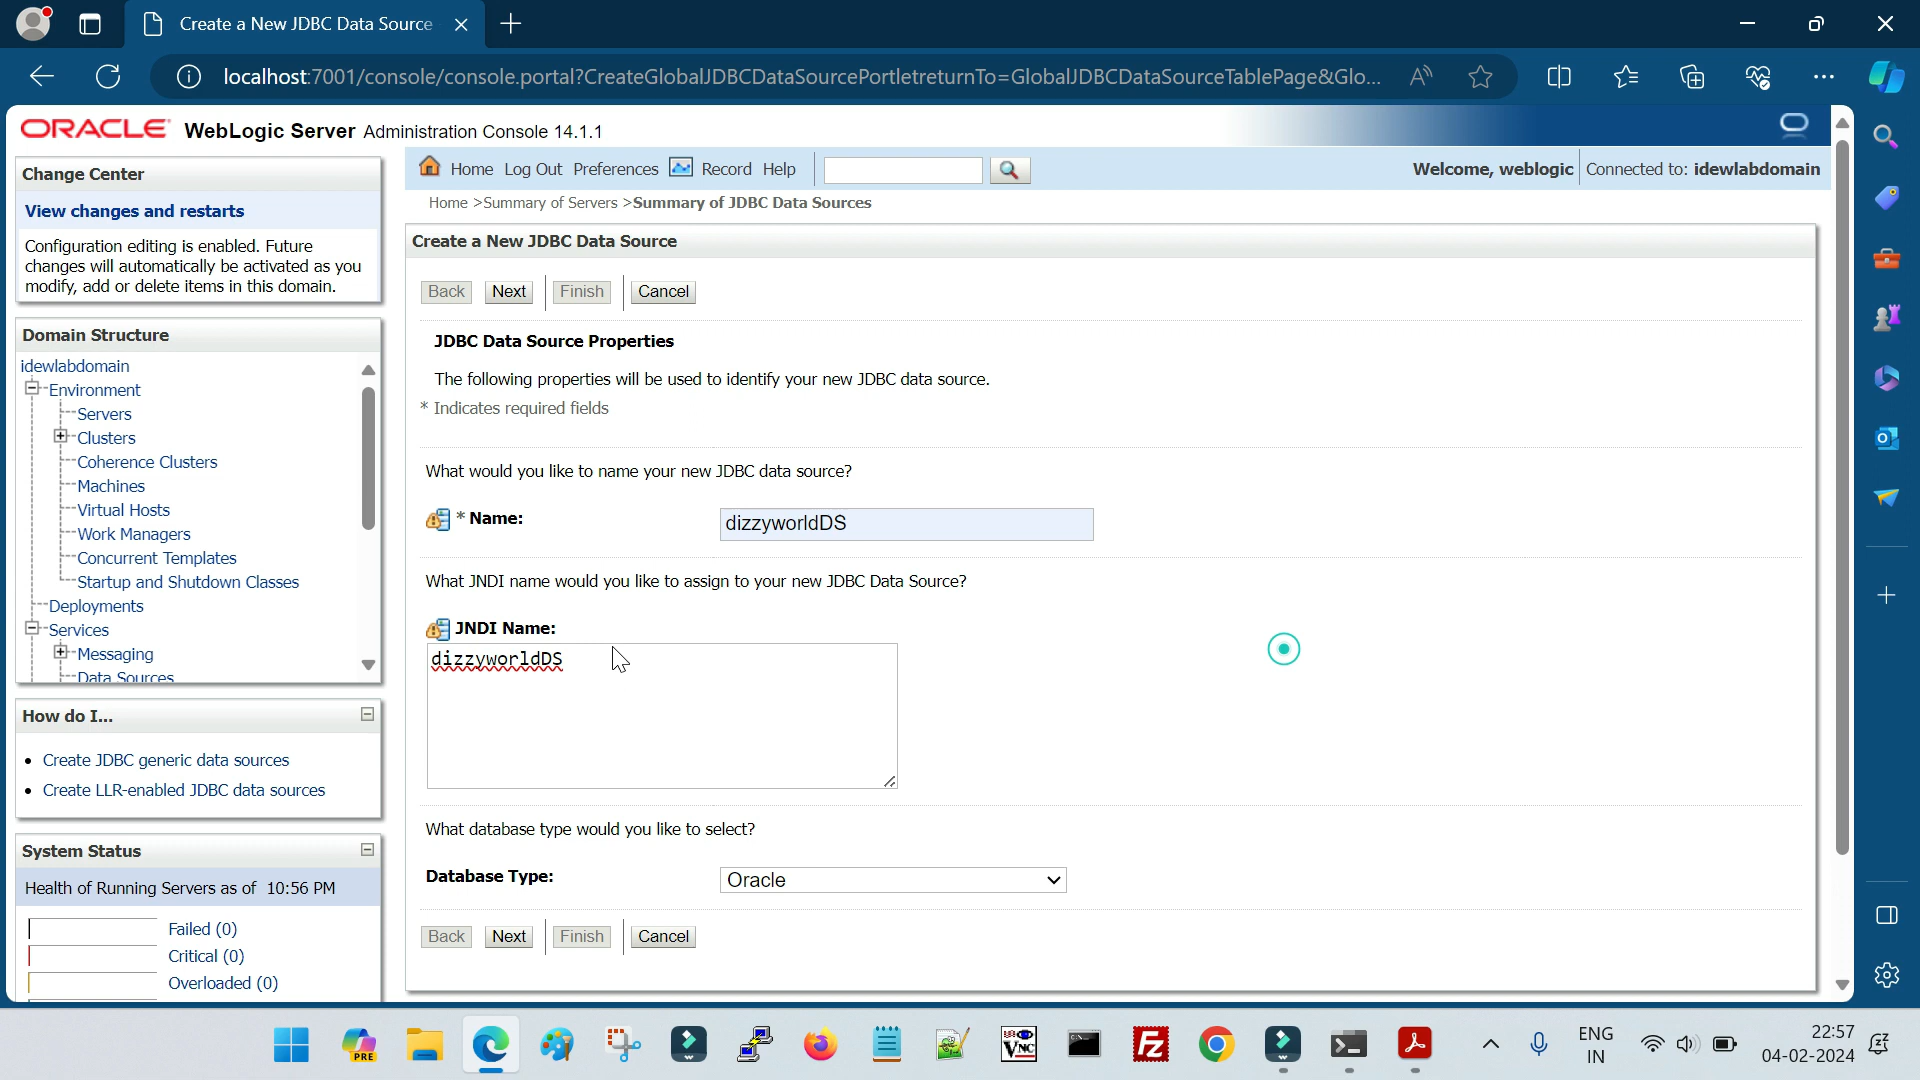 Create a New JDBC Data Source
localhost:7001/console/console.portal?CreateGlobalJDBCDataSourcePortletreturnTo=GlobalJDBCDataSourceTablePage&Glo...
ORACLE WebLogic Server Administration Console 14.1.1
Change Center
View changes and restarts
Configuration editing is enabled. Future
changes will automatically be activated as you
modify, add or delete items in this domain.
Domain Structure
idewlabdomain
Environment
Servers
Clusters
Coherence Clusters
Machines
Virtual Hosts
Work Managers
Concurrent Templates
Startup and Shutdown Classes
Deployments
Services
Messaging
Data Sources
How do I...
Create JDBC generic data sources
Create LLR-enabled JDBC data sources
System Status
Health of Running Servers as of 10:56 PM
Failed (0)
Critical (0)
Overloaded (0)
Home Log Out Preferences Record Help
Welcome, weblogic Connected to: idewlabdomain
Home >Summary of Servers >Summary of JDBC Data Sources
Create a New JDBC Data Source
Back Next Finish Cancel
JDBC Data Source Properties
The following properties will be used to identify your new JDBC data source.
* Indicates required fields
What would you like to name your new JDBC data source?
* Name: dizzyworldDS
What JNDI name would you like to assign to your new JDBC Data Source?
JNDI Name:
dizzyworldDS
What database type would you like to select?
Database Type: Oracle
Back Next Finish Cancel
PRE
VNC
Fz
ENG
IN
22:57
04-02-2024